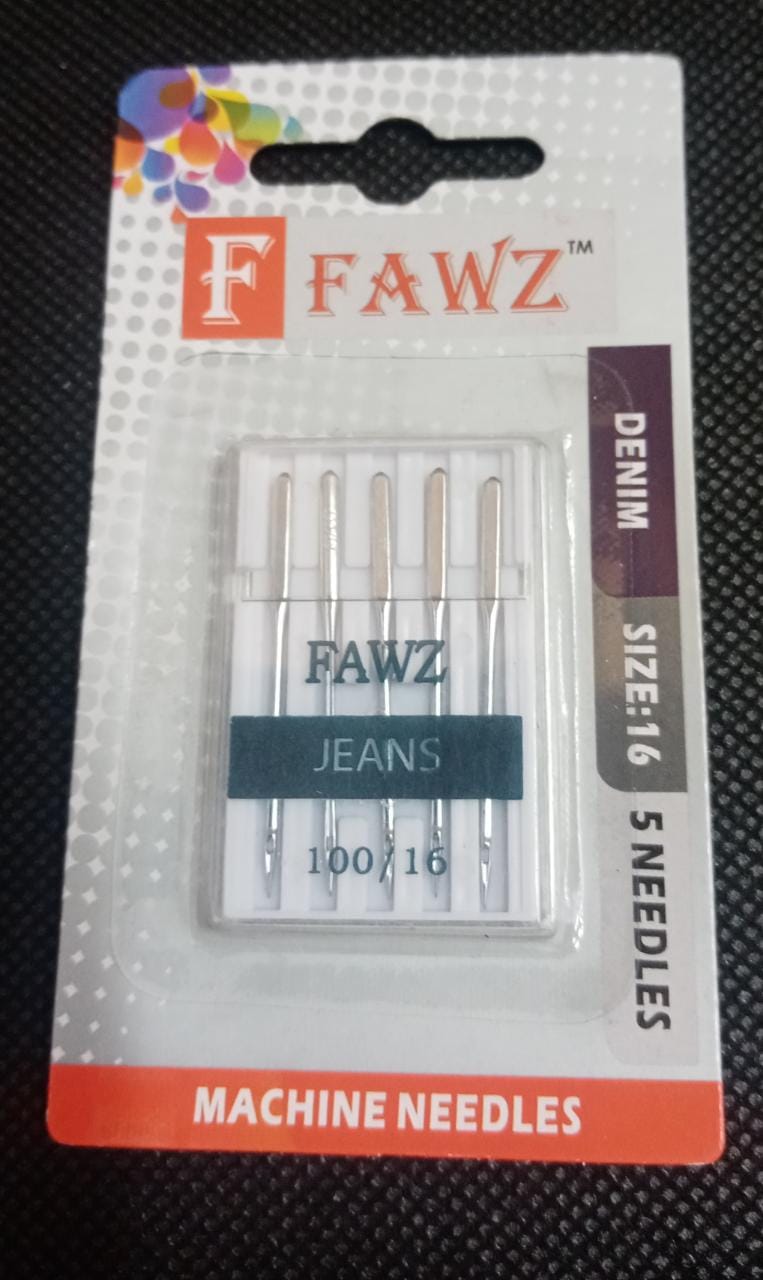 F FAWZ™
DENIM
SIZE:16
5 NEEDLES
FAWZ
JEANS
100/16
MACHINE NEEDLES